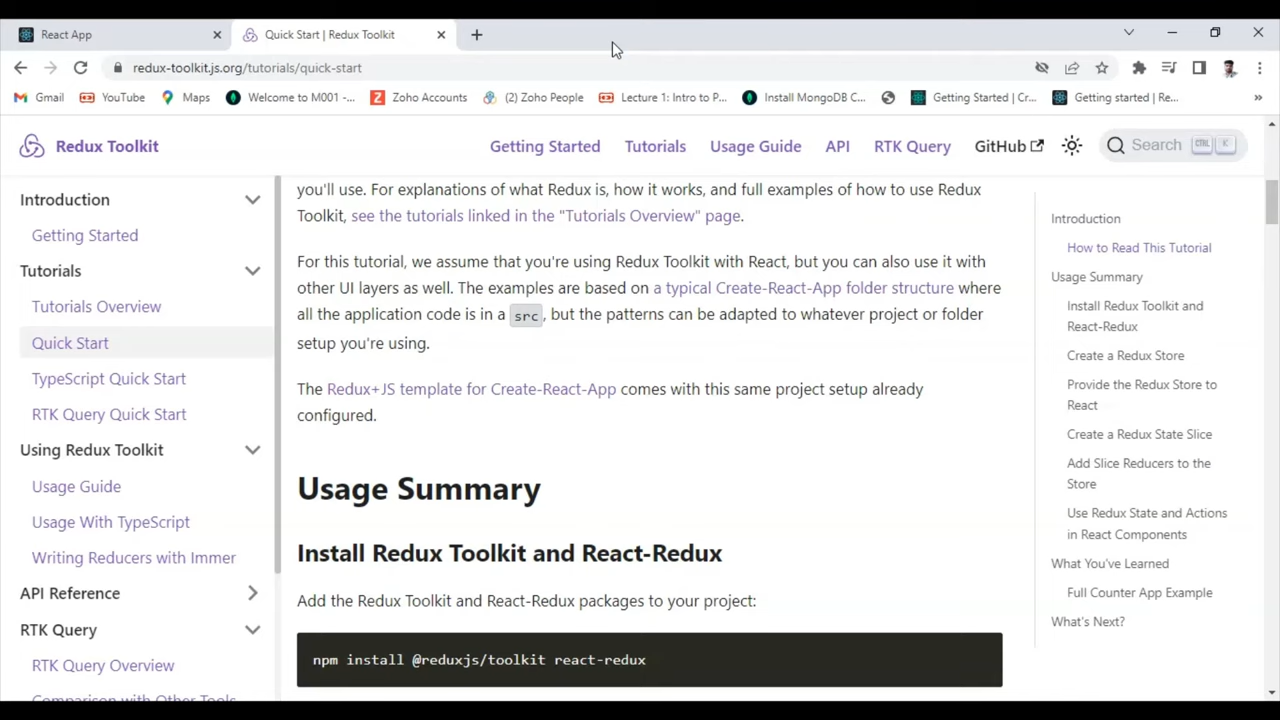 React App
Quick Start | Redux Toolkit
redux-toolkit.js.org/tutorials/quick-start
Gmail
YouTube
Maps
Welcome to M001 -...
Zoho Accounts
(2) Zoho People
Lecture 1: Intro to P...
Install MongoDB C...
Getting Started | Cr...
Getting started | Re...
»
Redux Toolkit
Getting Started
Tutorials
Usage Guide
API
RTK Query
GitHub
Search
CTRL
K
Introduction
Getting Started
Tutorials
Tutorials Overview
Quick Start
TypeScript Quick Start
RTK Query Quick Start
Using Redux Toolkit
Usage Guide
Usage With TypeScript
Writing Reducers with Immer
API Reference
RTK Query
RTK Query Overview
Comparison with Other Tools
you'll use. For explanations of what Redux is, how it works, and full examples of how to use Redux
Toolkit, see the tutorials linked in the "Tutorials Overview" page.
For this tutorial, we assume that you're using Redux Toolkit with React, but you can also use it with
other UI layers as well. The examples are based on a typical Create-React-App folder structure where
all the application code is in a src, but the patterns can be adapted to whatever project or folder
setup you're using.
The Redux+JS template for Create-React-App comes with this same project setup already
configured.
Usage Summary
Install Redux Toolkit and React-Redux
Add the Redux Toolkit and React-Redux packages to your project:
npm install @reduxjs/toolkit react-redux
Introduction
How to Read This Tutorial
Usage Summary
Install Redux Toolkit and
React-Redux
Create a Redux Store
Provide the Redux Store to
React
Create a Redux State Slice
Add Slice Reducers to the
Store
Use Redux State and Actions
in React Components
What You've Learned
Full Counter App Example
What's Next?